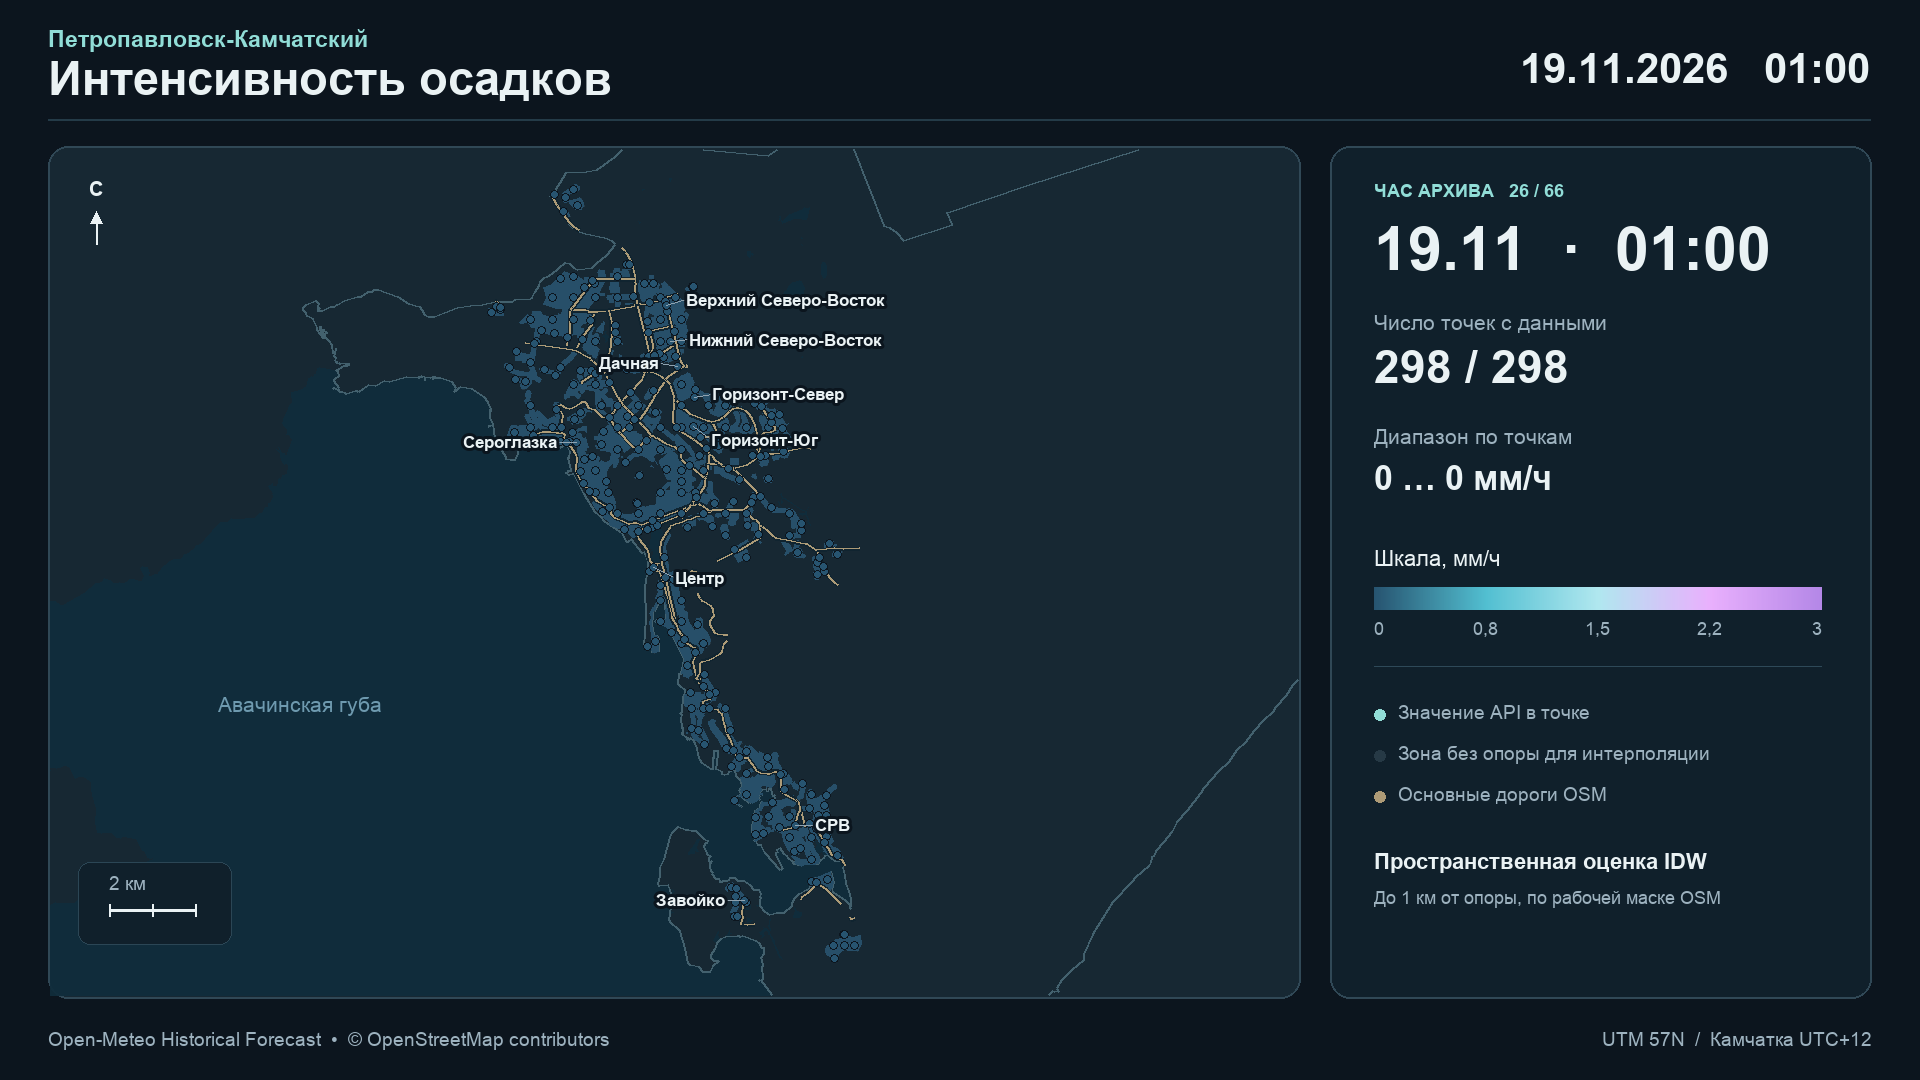 Петропавловск-Камчатский
Интенсивность осадков
19.11.2026 01:00
С
Верхний Северо-Восток
Нижний Северо-Восток
Дачная
Горизонт-Север
Горизонт-Юг
Сероглазка
Центр
Авачинская губа
СРВ
Завойко
2 км
ЧАС АРХИВА 26 / 66
19.11 · 01:00
Число точек с данными
298 / 298
Диапазон по точкам
0 … 0 мм/ч
Шкала, мм/ч
0 0,8 1,5 2,2 3
Значение API в точке
Зона без опоры для интерполяции
Основные дороги OSM
Пространственная оценка IDW
До 1 км от опоры, по рабочей маске OSM
Open-Meteo Historical Forecast • © OpenStreetMap contributors
UTM 57N / Камчатка UTC+12